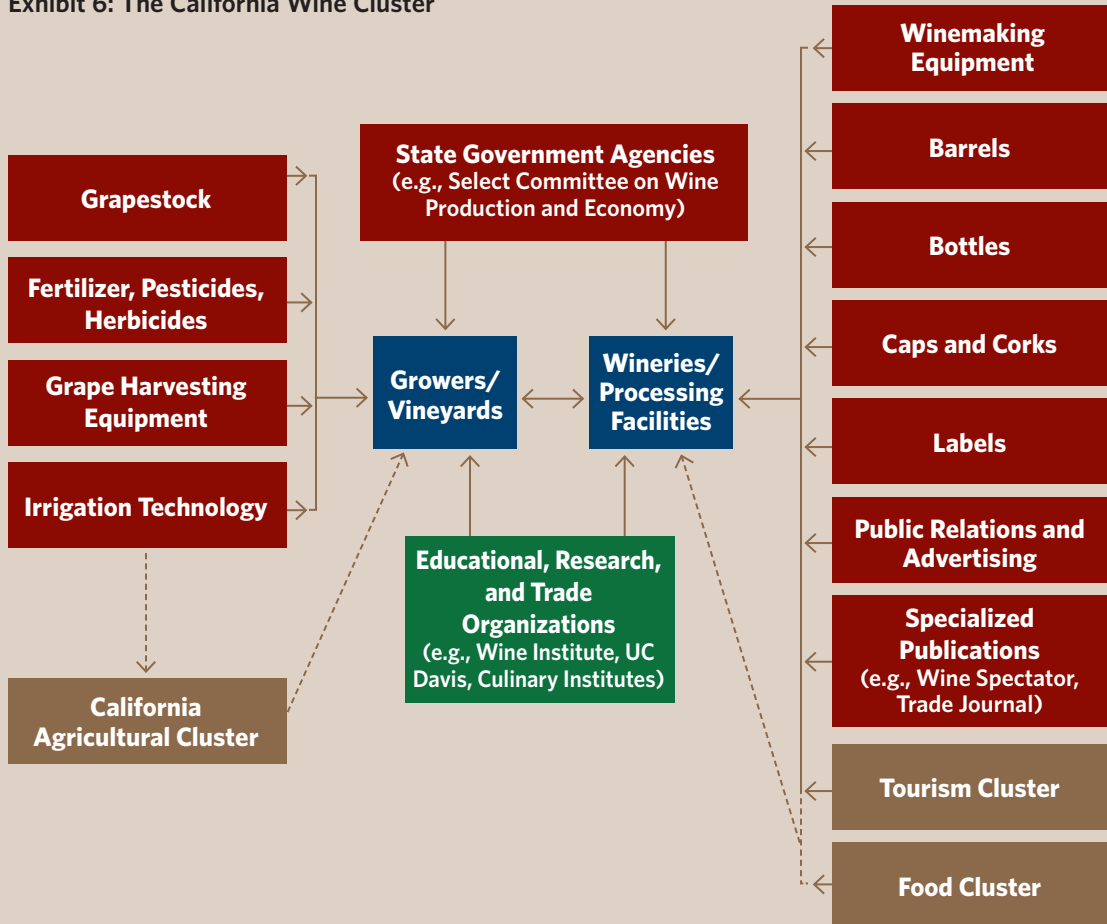 Exhibit 6: The California Wine Cluster
Grapestock
Fertilizer, Pesticides,
Herbicides
Grape Harvesting
Equipment
Irrigation Technology
California
Agricultural Cluster
State Government Agencies
(e.g., Select Committee on Wine
Production and Economy)
Growers/
Vineyards
Wineries/
Processing
Facilities
Educational, Research,
and Trade
Organizations
(e.g., Wine Institute, UC
Davis, Culinary Institutes)
Winemaking
Equipment
Barrels
Bottles
Caps and Corks
Labels
Public Relations and
Advertising
Specialized
Publications
(e.g., Wine Spectator,
Trade Journal)
Tourism Cluster
Food Cluster